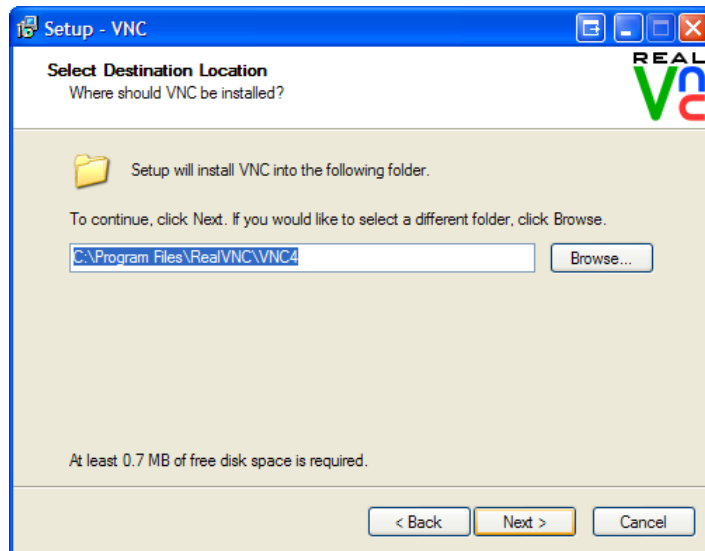 Setup - VNC
Select Destination Location
Where should VNC be installed?
REAL
VNC
Setup will install VNC into the following folder.
To continue, click Next. If you would like to select a different folder, click Browse.
C:\Program Files\RealVNC\VNC4
Browse...
At least 0.7 MB of free disk space is required.
< Back
Next >
Cancel